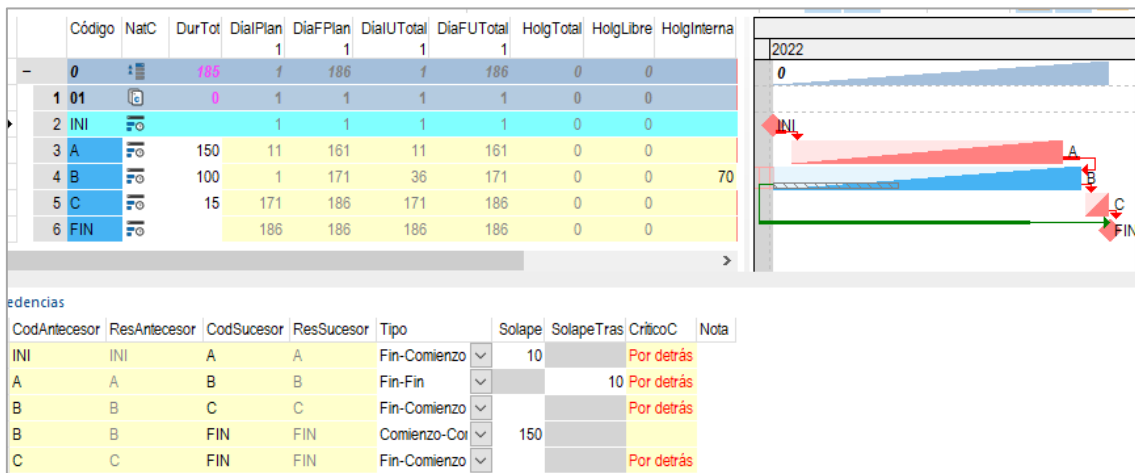 Código NatC DurTot DíaIPlan DíaFPlan DíaIUTotal DíaFUTotal HolgTotal HolgLibre HolgInterna
1 1 1 1
2022
− 0 185 1 186 1 186 0 0
0
1 01 0 1 1 1 1 0 0
2 INI 1 1 1 1 0 0
INI
3 A 150 11 161 11 161 0 0
A
4 B 100 1 171 36 171 0 0 70
B
5 C 15 171 186 171 186 0 0
C
6 FIN 186 186 186 186 0 0
FIN
edencias
CodAntecesor ResAntecesor CodSucesor ResSucesor Tipo Solape SolapeTras CríticoC Nota
INI INI A A Fin-Comienzo 10 Por detrás
A A B B Fin-Fin 10 Por detrás
B B C C Fin-Comienzo Por detrás
B B FIN FIN Comienzo-Cor 150
C C FIN FIN Fin-Comienzo Por detrás